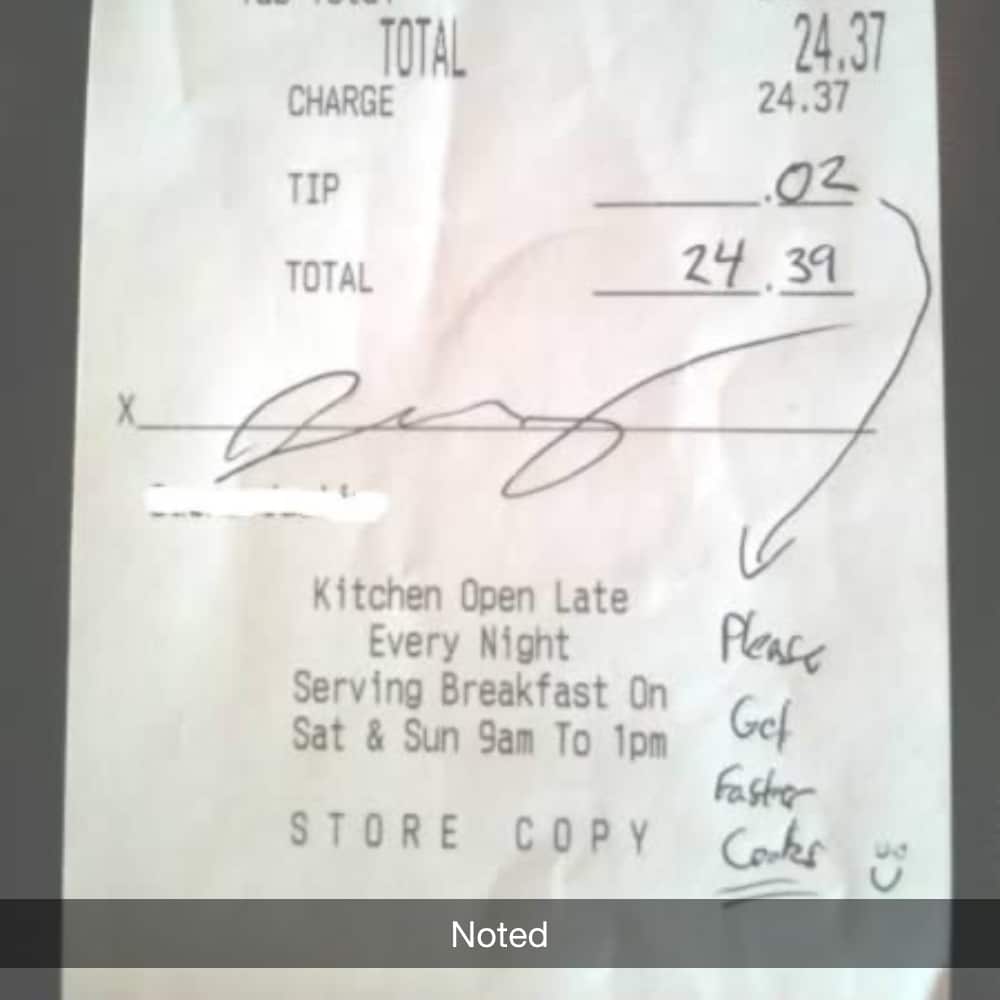 TOTAL 24.37
CHARGE 24.37
TIP .02
TOTAL 24.39
X
Kitchen Open Late
Every Night
Serving Breakfast On
Sat & Sun 9am To 1pm
STORE COPY
Please
Get
Faster
Cooks
Noted